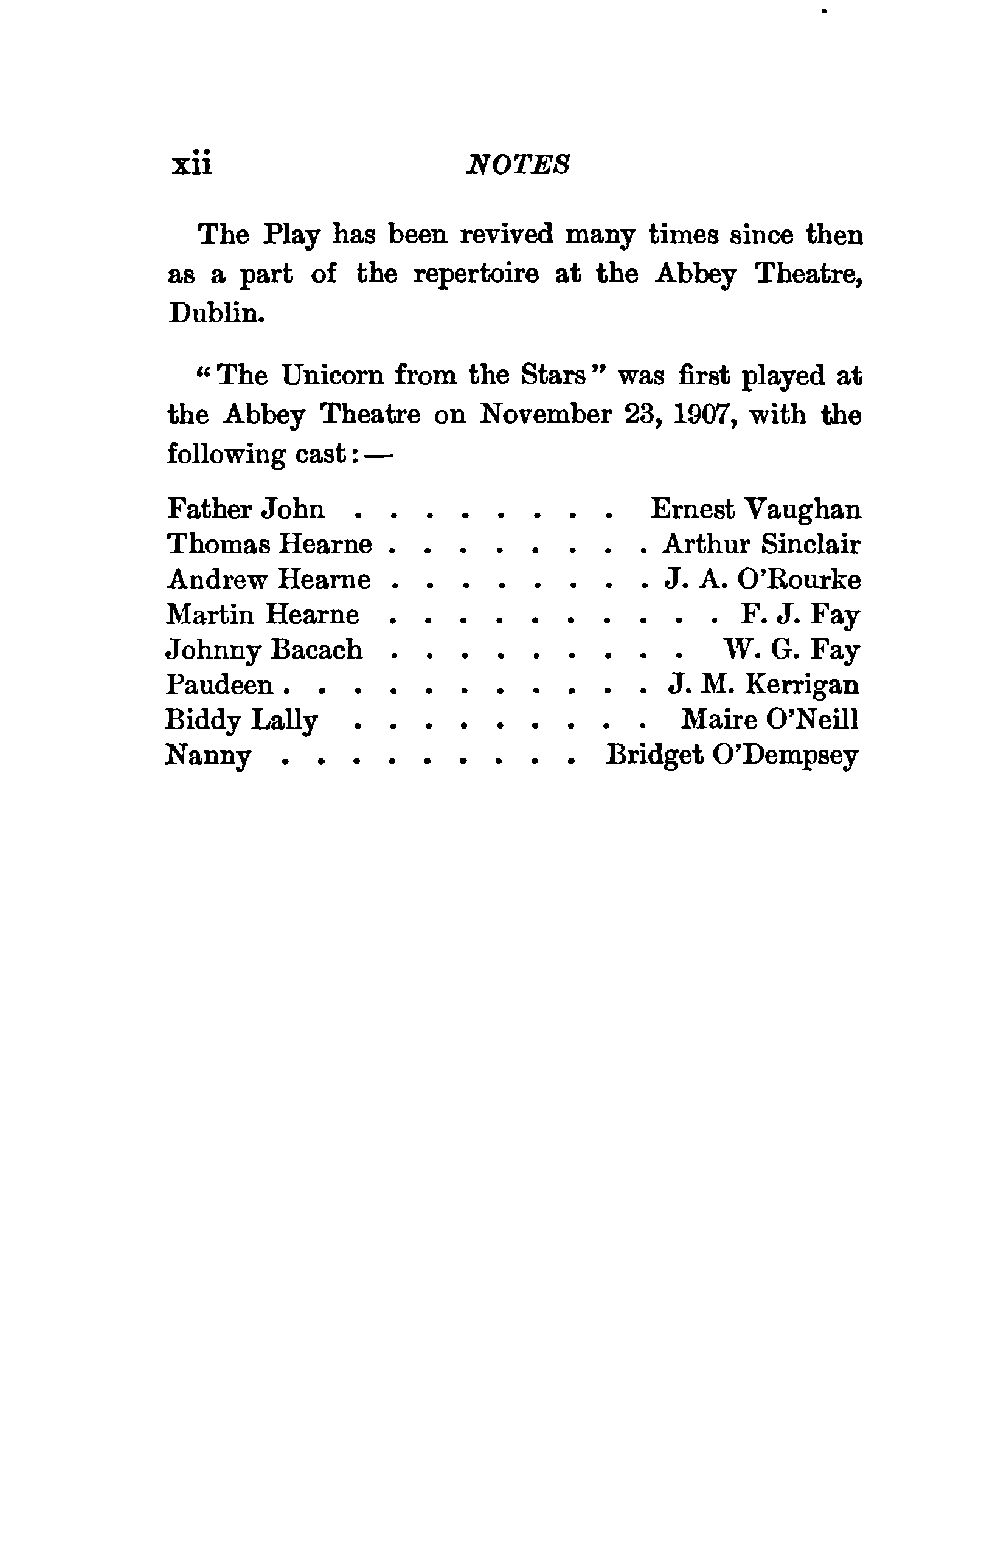 xii NOTES
The Play has been revived many times since then
as a part of the repertoire at the Abbey Theatre,
Dublin.
“The Unicorn from the Stars” was first played at
the Abbey Theatre on November 23, 1907, with the
following cast:—
Father John . . . . . . . . Ernest Vaughan
Thomas Hearne . . . . . . . . Arthur Sinclair
Andrew Hearne . . . . . . . . J. A. O’Rourke
Martin Hearne . . . . . . . . . . F. J. Fay
Johnny Bacach . . . . . . . . . W. G. Fay
Paudeen . . . . . . . . . . . J. M. Kerrigan
Biddy Lally . . . . . . . . . Maire O’Neill
Nanny . . . . . . . . . Bridget O’Dempsey